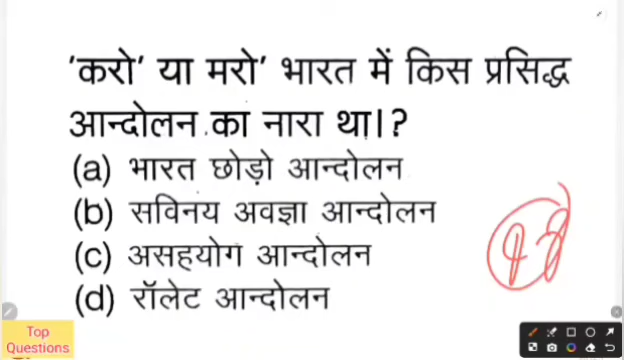 'करो' या मरो' भारत में किस प्रसिद्ध
आन्दोलन का नारा था।?
(a) भारत छोड़ो आन्दोलन
(b) सविनय अवज्ञा आन्दोलन
(c) असहयोग आन्दोलन
(d) रॉलेट आन्दोलन
Top
Questions